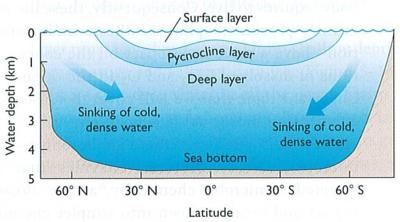 Surface layer
0
Pycnocline layer
1
Deep layer
2
Sinking of cold,
dense water
3
Sinking of cold,
dense water
4
Sea bottom
5
Water depth (km)
60° N
30° N
0°
30° S
60° S
Latitude